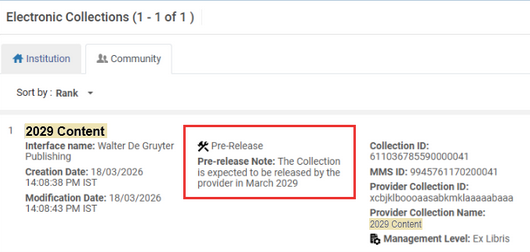 Electronic Collections (1 - 1 of 1 )
Institution
Community
Sort by : Rank
1 2029 Content
Interface name: Walter De Gruyter
Publishing
Creation Date: 18/03/2026
14:08:38 PM IST
Modification Date: 18/03/2026
14:08:43 PM IST
Pre-Release
Pre-release Note: The Collection
is expected to be released by the
provider in March 2029
Collection ID:
611036785590000041
MMS ID: 9945761170200041
Provider Collection ID:
xcbjklboooaasabkmklaaaaabaaa
Provider Collection Name:
2029 Content
Management Level: Ex Libris